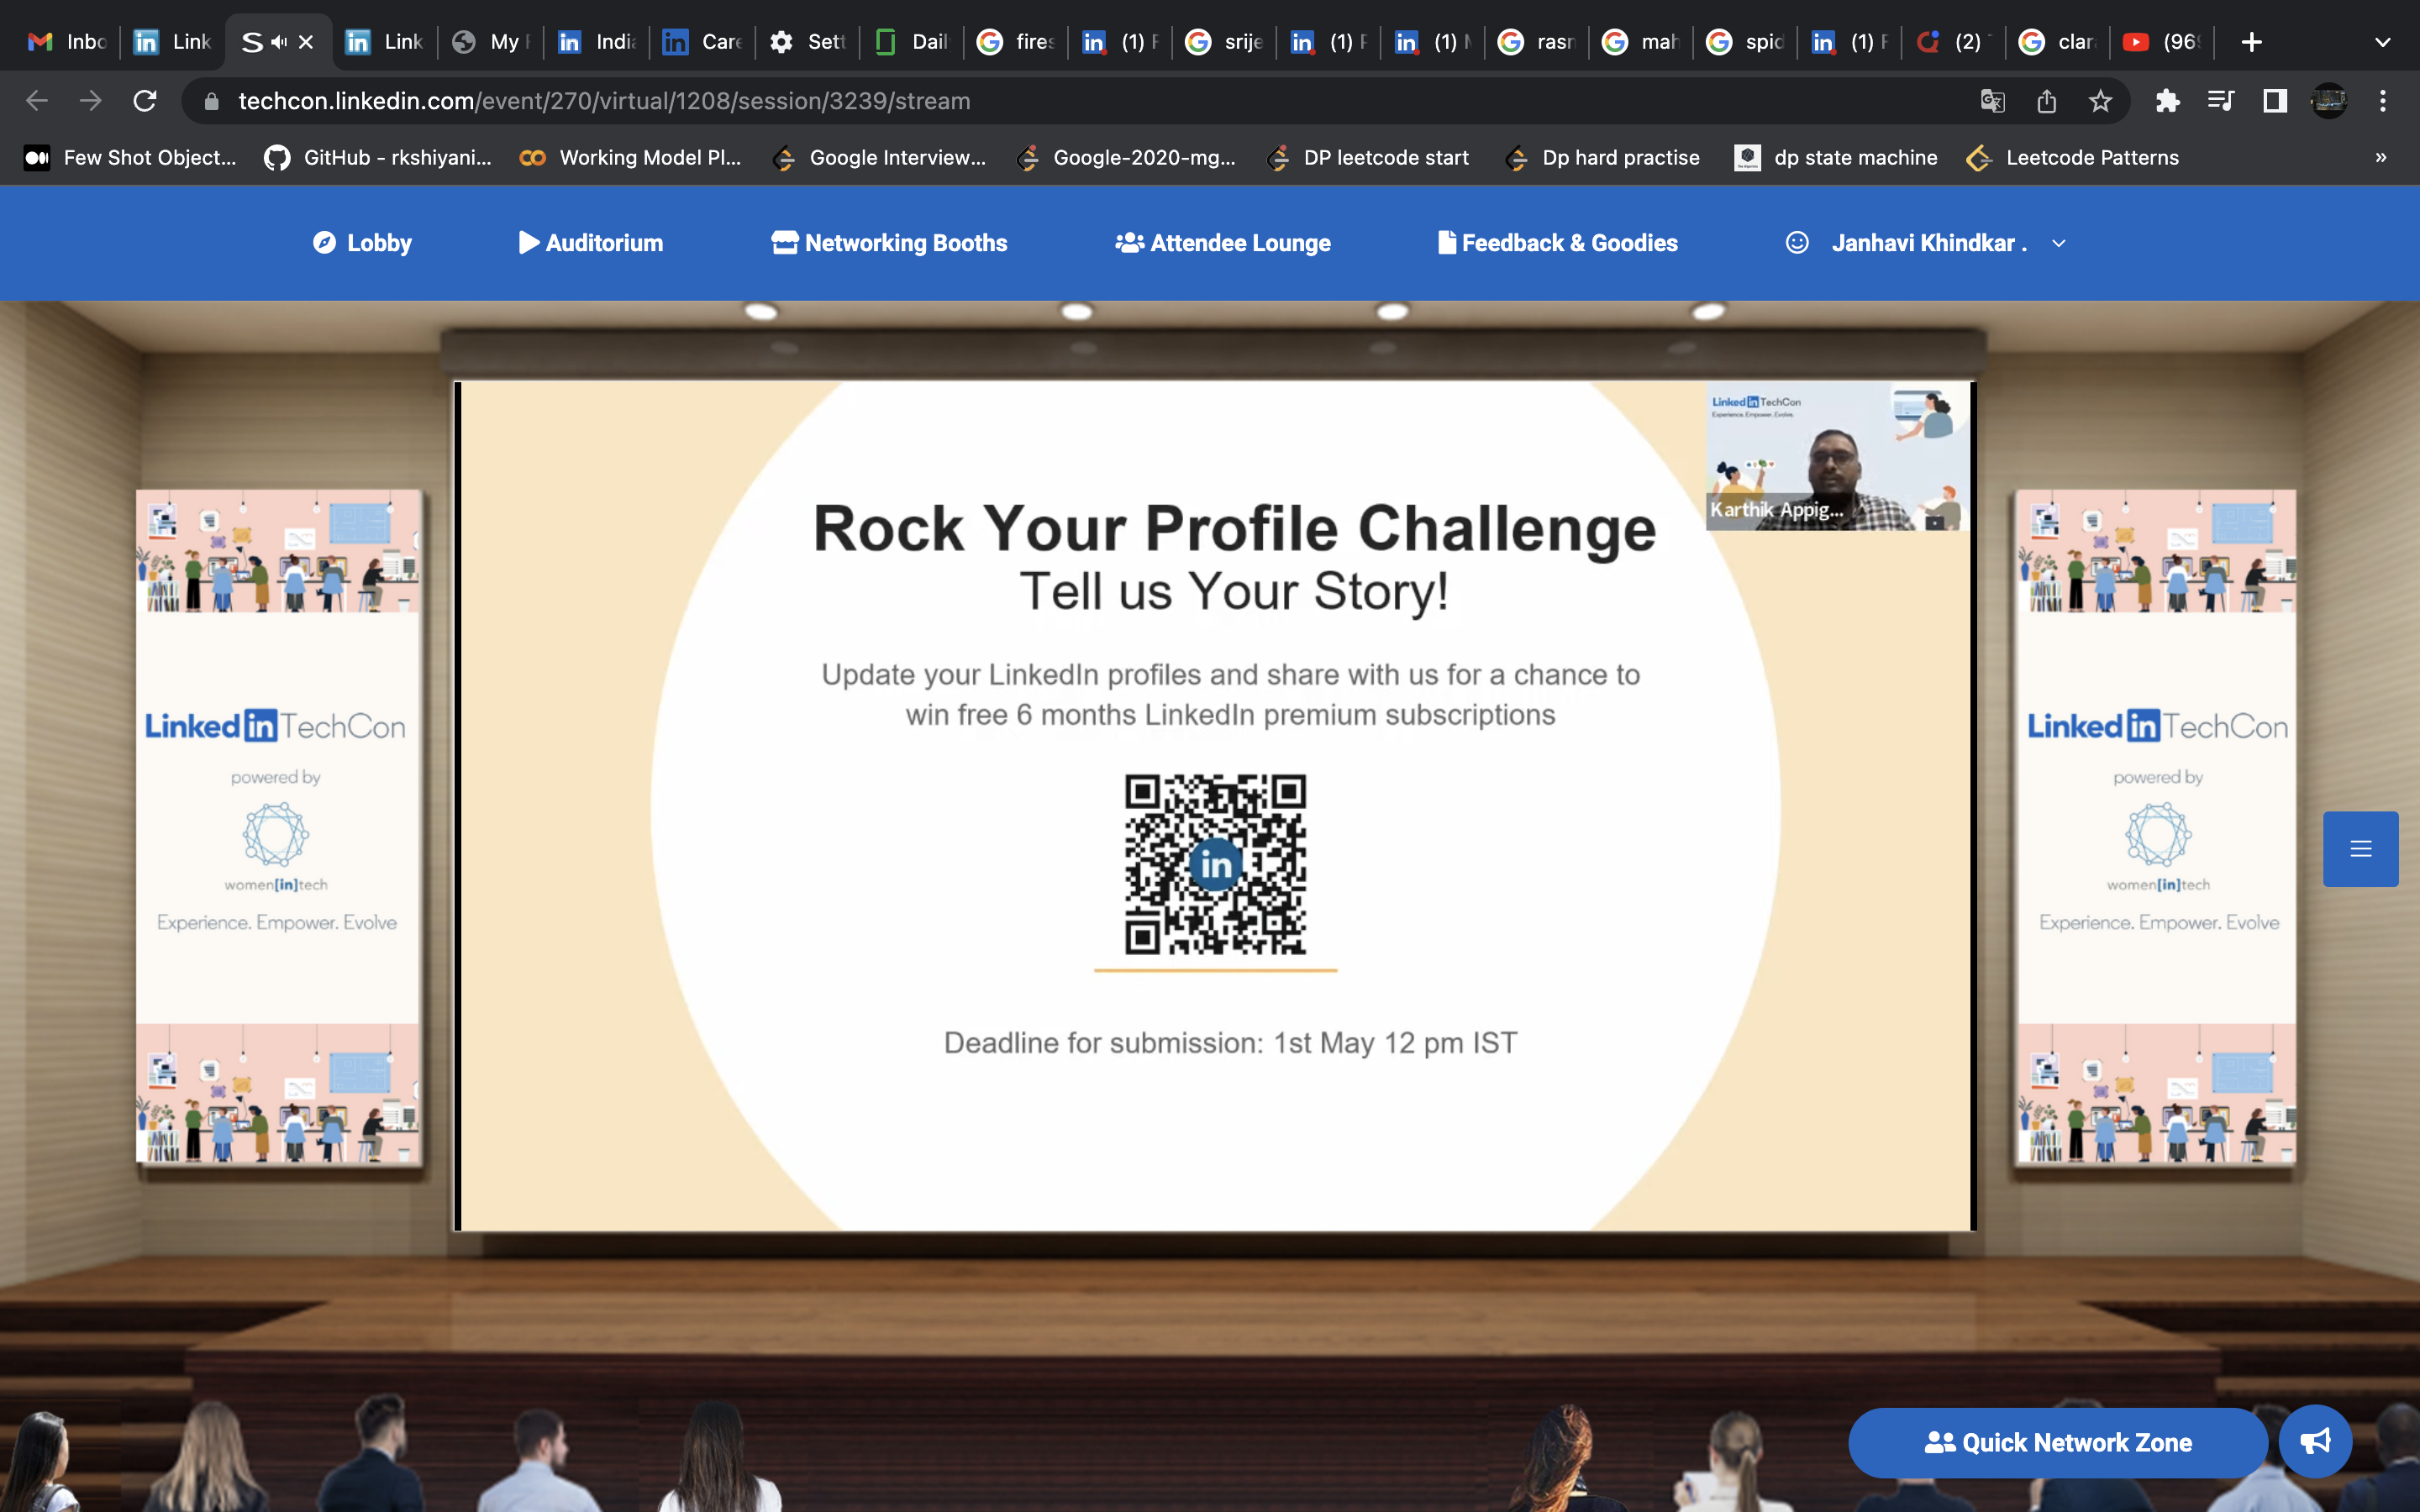 Inbo
Link
Link
My
India
Care
Sett
Dail
fires
(1)
srije
(1)
(1)
rasn
mah
spid
(1)
(2)
clar
(969
techcon.linkedin.com/event/270/virtual/1208/session/3239/stream
Few Shot Object...
GitHub - rkshiyani...
Working Model Pl...
Google Interview...
Google-2020-mg...
DP leetcode start
Dp hard practise
dp state machine
Leetcode Patterns
»
Lobby
Auditorium
Networking Booths
Attendee Lounge
Feedback & Goodies
Janhavi Khindkar .
Linked in TechCon
Experience. Empower. Evolve.
Karthik Appig...
Rock Your Profile Challenge
Tell us Your Story!
Update your LinkedIn profiles and share with us for a chance to
win free 6 months LinkedIn premium subscriptions
in
Deadline for submission: 1st May 12 pm IST
Linked in TechCon
powered by
women[in]tech
Experience. Empower. Evolve
Linked in TechCon
powered by
women[in]tech
Experience. Empower. Evolve
Quick Network Zone